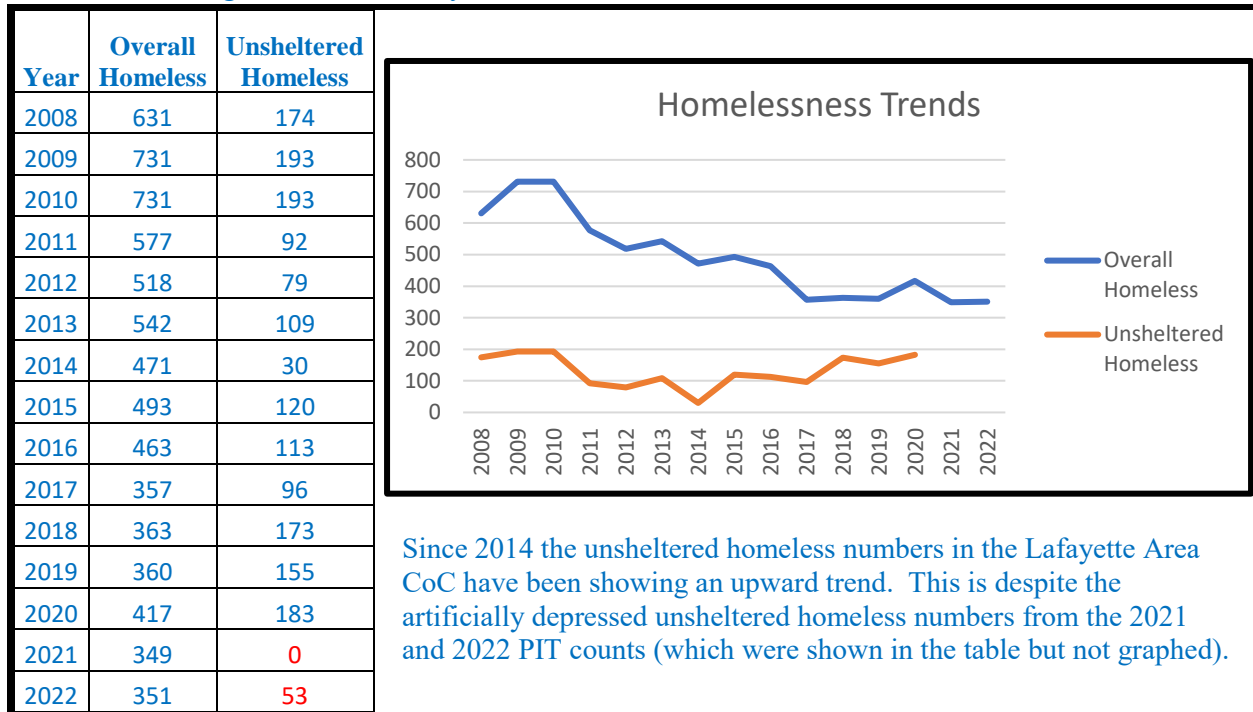 Year Overall Homeless Unsheltered Homeless
2008 631 174
2009 731 193
2010 731 193
2011 577 92
2012 518 79
2013 542 109
2014 471 30
2015 493 120
2016 463 113
2017 357 96
2018 363 173
2019 360 155
2020 417 183
2021 349 0
2022 351 53
Homelessness Trends
800
700
600
500
400
300
200
100
0
2008 2009 2010 2011 2012 2013 2014 2015 2016 2017 2018 2019 2020 2021 2022
Overall
Homeless
Unsheltered
Homeless
Since 2014 the unsheltered homeless numbers in the Lafayette Area
CoC have been showing an upward trend. This is despite the
artificially depressed unsheltered homeless numbers from the 2021
and 2022 PIT counts (which were shown in the table but not graphed).